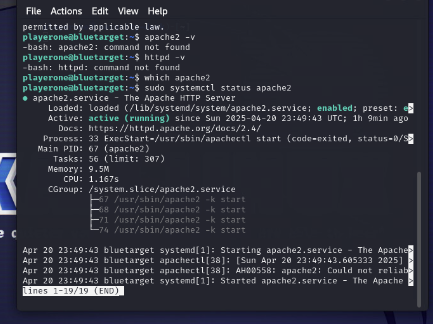 File Actions Edit View Help
permitted by applicable law.
playerone@bluetarget:~$ apache2 -v
-bash: apache2: command not found
playerone@bluetarget:~$ httpd -v
-bash: httpd: command not found
playerone@bluetarget:~$ which apache2
playerone@bluetarget:~$ sudo systemctl status apache2
● apache2.service - The Apache HTTP Server
Loaded: loaded (/lib/systemd/system/apache2.service; enabled; preset: e>
Active: active (running) since Sun 2025-04-20 23:49:43 UTC; 1h 9min ago
Docs: https://httpd.apache.org/docs/2.4/
Process: 33 ExecStart=/usr/sbin/apachectl start (code=exited, status=0/S>
Main PID: 67 (apache2)
Tasks: 56 (limit: 307)
Memory: 9.5M
CPU: 1.167s
CGroup: /system.slice/apache2.service
├─67 /usr/sbin/apache2 -k start
├─68 /usr/sbin/apache2 -k start
├─71 /usr/sbin/apache2 -k start
└─74 /usr/sbin/apache2 -k start
Apr 20 23:49:43 bluetarget systemd[1]: Starting apache2.service - The Apache>
Apr 20 23:49:43 bluetarget apachectl[38]: [Sun Apr 20 23:49:43.605333 2025] >
Apr 20 23:49:43 bluetarget apachectl[38]: AH00558: apache2: Could not reliab>
Apr 20 23:49:43 bluetarget systemd[1]: Started apache2.service - The Apache >
lines 1-19/19 (END)